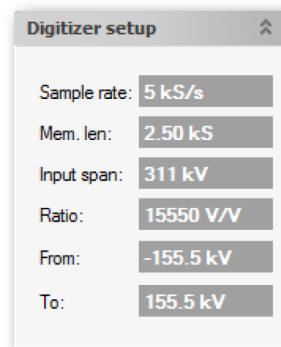 Digitizer setup
Sample rate: 5 kS/s
Mem. len: 2.50 kS
Input span: 311 kV
Ratio: 15550 V/V
From: -155.5 kV
To: 155.5 kV